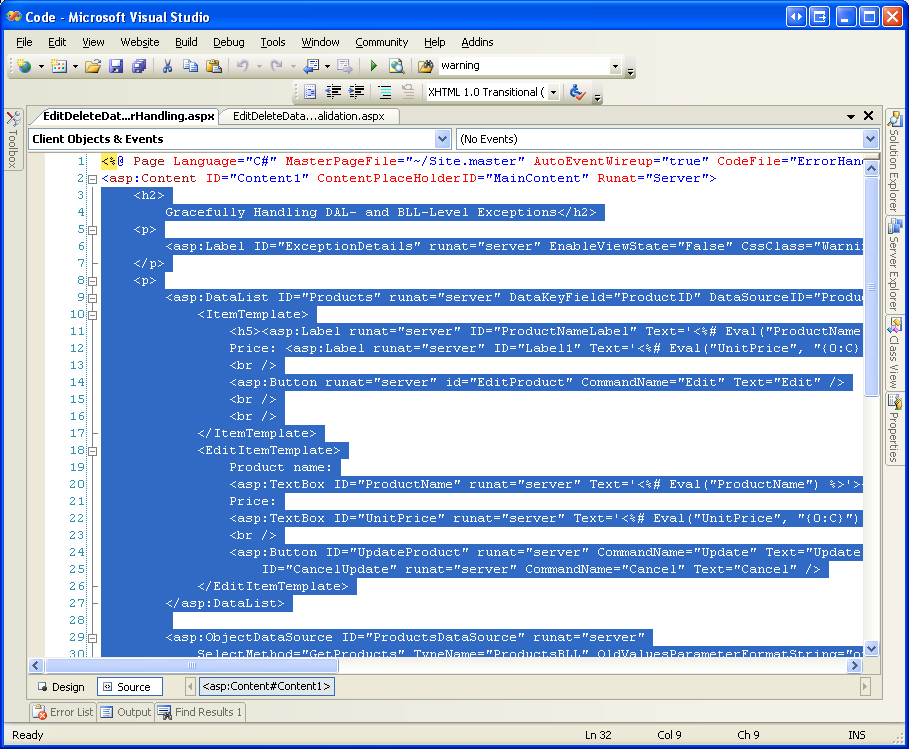 Code - Microsoft Visual Studio
File Edit View Website Build Debug Tools Window Community Help Addins
warning
XHTML 1.0 Transitional (
EditDeleteDat...rHandling.aspx EditDeleteData...alidation.aspx
Client Objects & Events (No Events)
1 <%@ Page Language="C#" MasterPageFile="~/Site.master" AutoEventWireup="true" CodeFile="ErrorHan
2 <asp:Content ID="Content1" ContentPlaceHolderID="MainContent" Runat="Server">
3 <h2>
4 Gracefully Handling DAL- and BLL-Level Exceptions</h2>
5 <p>
6 <asp:Label ID="ExceptionDetails" runat="server" EnableViewState="False" CssClass="Warni
7 </p>
8 <p>
9 <asp:DataList ID="Products" runat="server" DataKeyField="ProductID" DataSourceID="Produ
10 <ItemTemplate>
11 <h5><asp:Label runat="server" ID="ProductNameLabel" Text='<%# Eval("ProductName
12 Price: <asp:Label runat="server" ID="Label1" Text='<%# Eval("UnitPrice", "{0:C}
13 <br />
14 <asp:Button runat="server" id="EditProduct" CommandName="Edit" Text="Edit" />
15 <br />
16 <br />
17 </ItemTemplate>
18 <EditItemTemplate>
19 Product name:
20 <asp:TextBox ID="ProductName" runat="server" Text='<%# Eval("ProductName") %>'>
21 Price:
22 <asp:TextBox ID="UnitPrice" runat="server" Text='<%# Eval("UnitPrice", "{0:C}")
23 <br />
24 <asp:Button ID="UpdateProduct" runat="server" CommandName="Update" Text="Update
25 ID="CancelUpdate" runat="server" CommandName="Cancel" Text="Cancel" />
26 </EditItemTemplate>
27 </asp:DataList>
28
29 <asp:ObjectDataSource ID="ProductsDataSource" runat="server"
30 SelectMethod="GetProducts" TypeName="ProductsBLL" OldValuesParameterFormatString="o
Toolbox
Solution Explorer
Server Explorer
Class View
Properties
Design Source <asp:Content#Content1>
Error List Output Find Results 1
Ready Ln 32 Col 9 Ch 9 INS